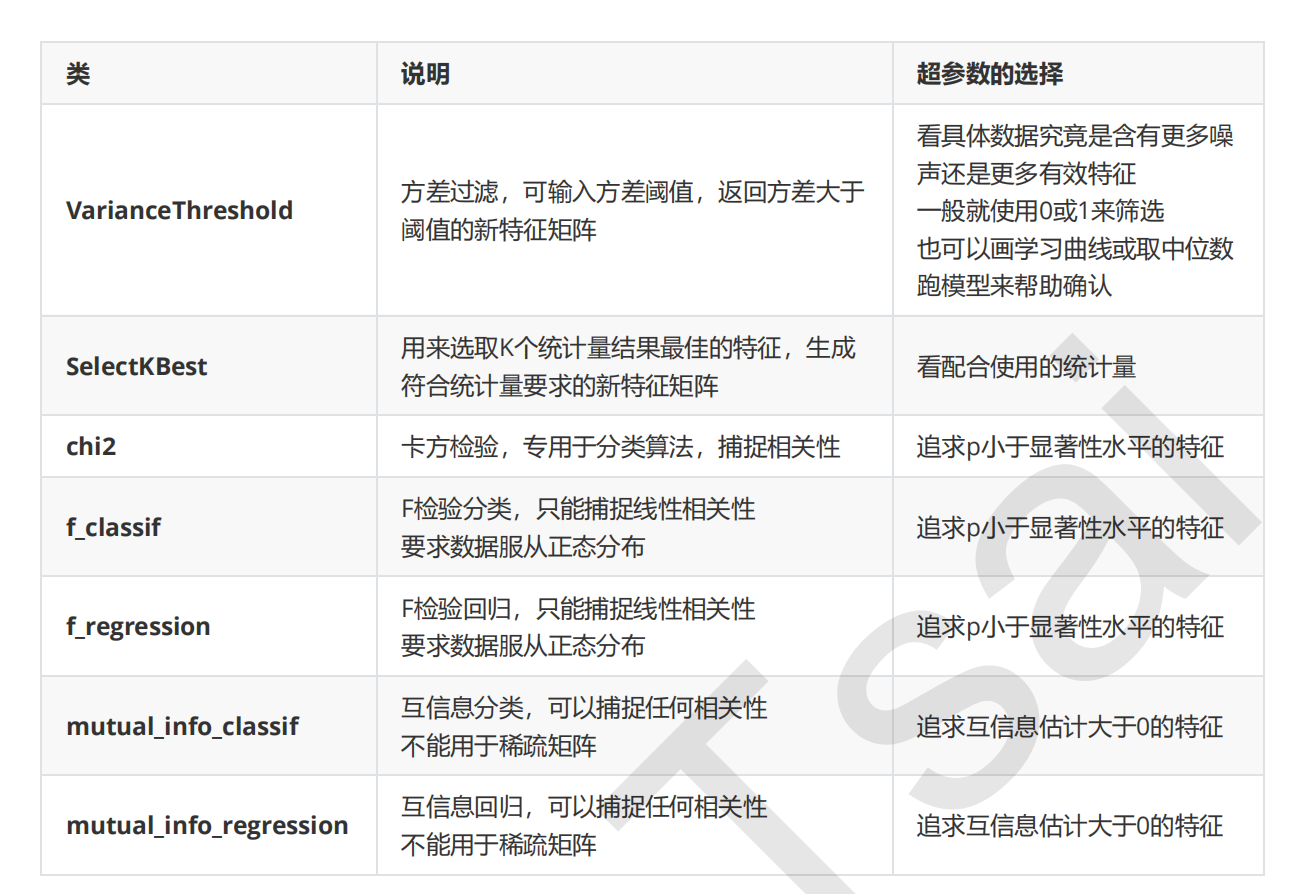 类 说明 超参数的选择
VarianceThreshold
方差过滤，可输入方差阈值，返回方差大于
阈值的新特征矩阵
看具体数据究竟是含有更多噪
声还是更多有效特征
一般就使用0或1来筛选
也可以画学习曲线或取中位数
跑模型来帮助确认
SelectKBest
用来选取K个统计量结果最佳的特征，生成
符合统计量要求的新特征矩阵
看配合使用的统计量
chi2
卡方检验，专用于分类算法，捕捉相关性
追求p小于显著性水平的特征
f_classif
F检验分类，只能捕捉线性相关性
要求数据服从正态分布
追求p小于显著性水平的特征
f_regression
F检验回归，只能捕捉线性相关性
要求数据服从正态分布
追求p小于显著性水平的特征
mutual_info_classif
互信息分类，可以捕捉任何相关性
不能用于稀疏矩阵
追求互信息估计大于0的特征
mutual_info_regression
互信息回归，可以捕捉任何相关性
不能用于稀疏矩阵
追求互信息估计大于0的特征
Tsai